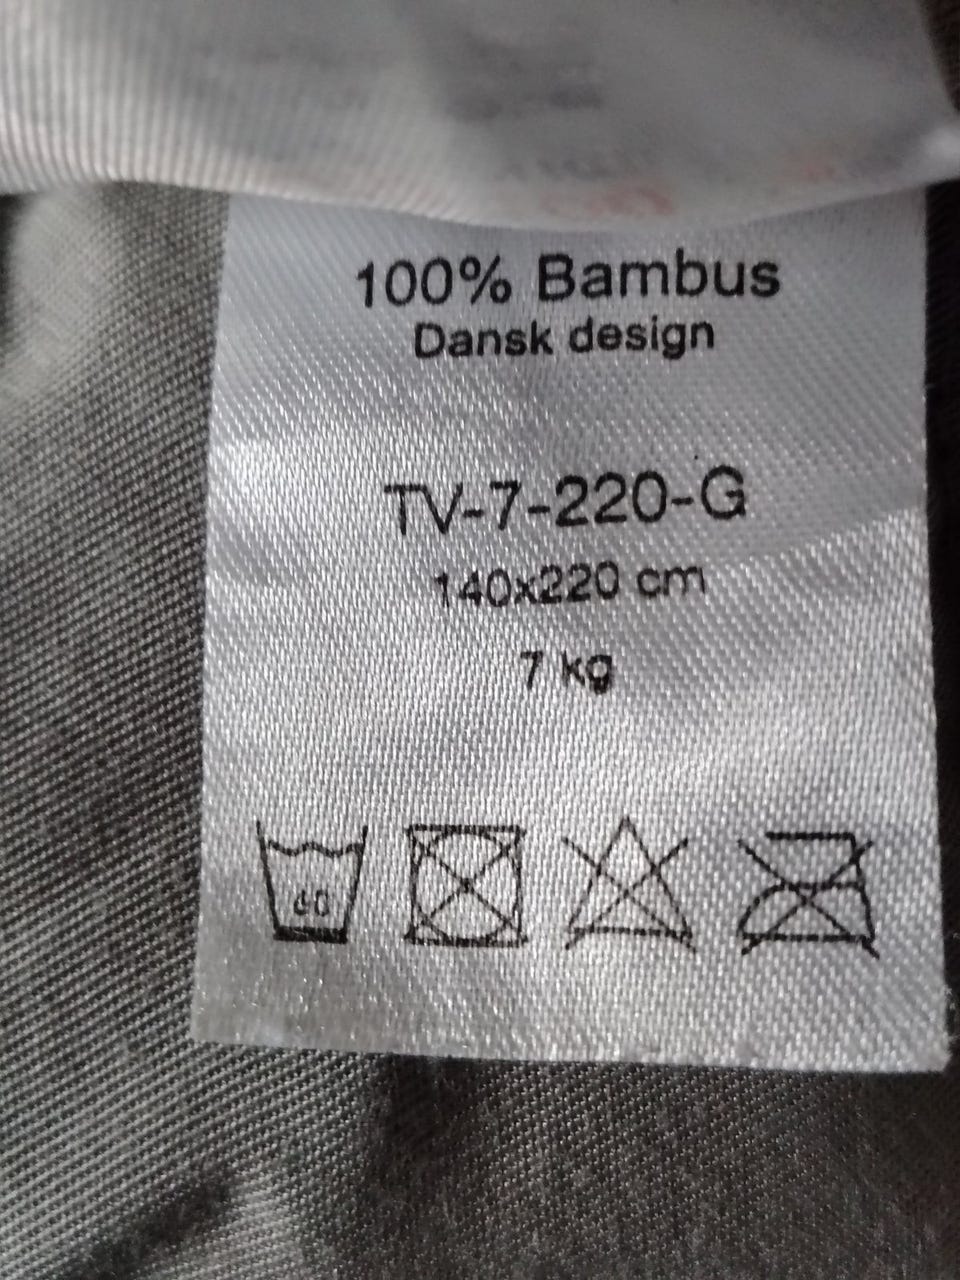 100% Bambus
Dansk design
TV-7-220-G
140x220 cm
7 kg
40